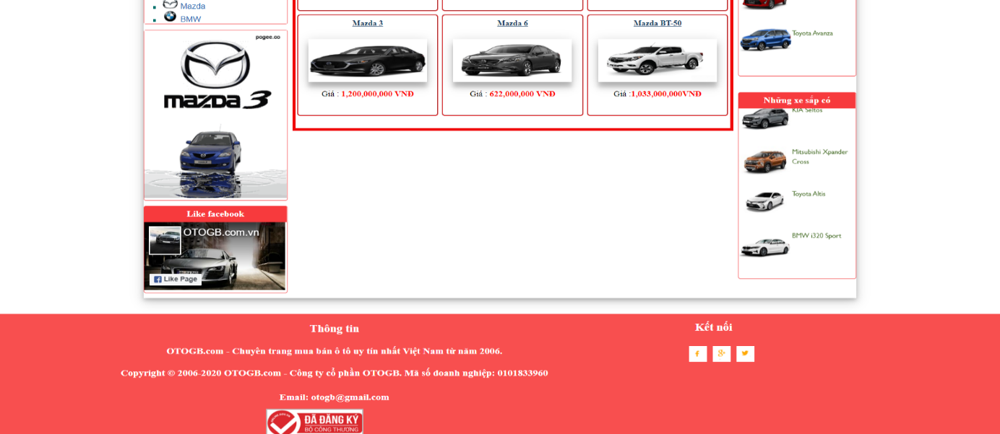 Mazda
BMW
pogee.co
mazda 3
Like facebook
OTOGB.com.vn
Like Page
Mazda 3
Mazda 6
Mazda BT-50
Giá : 1,200,000,000 VNĐ
Giá : 622,000,000 VNĐ
Giá :1,033,000,000VNĐ
Toyota Avanza
Những xe sắp có
KIA Seltos
Mitsubishi Xpander
Cross
Toyota Altis
BMW i320 Sport
Thông tin
OTOGB.com - Chuyên trang mua bán ô tô uy tín nhất Việt Nam từ năm 2006.
Copyright © 2006-2020 OTOGB.com - Công ty cổ phần OTOGB. Mã số doanh nghiệp: 0101833960
Email: otogb@gmail.com
ĐÃ ĐĂNG KÝ
BỘ CÔNG THƯƠNG
Kết nối